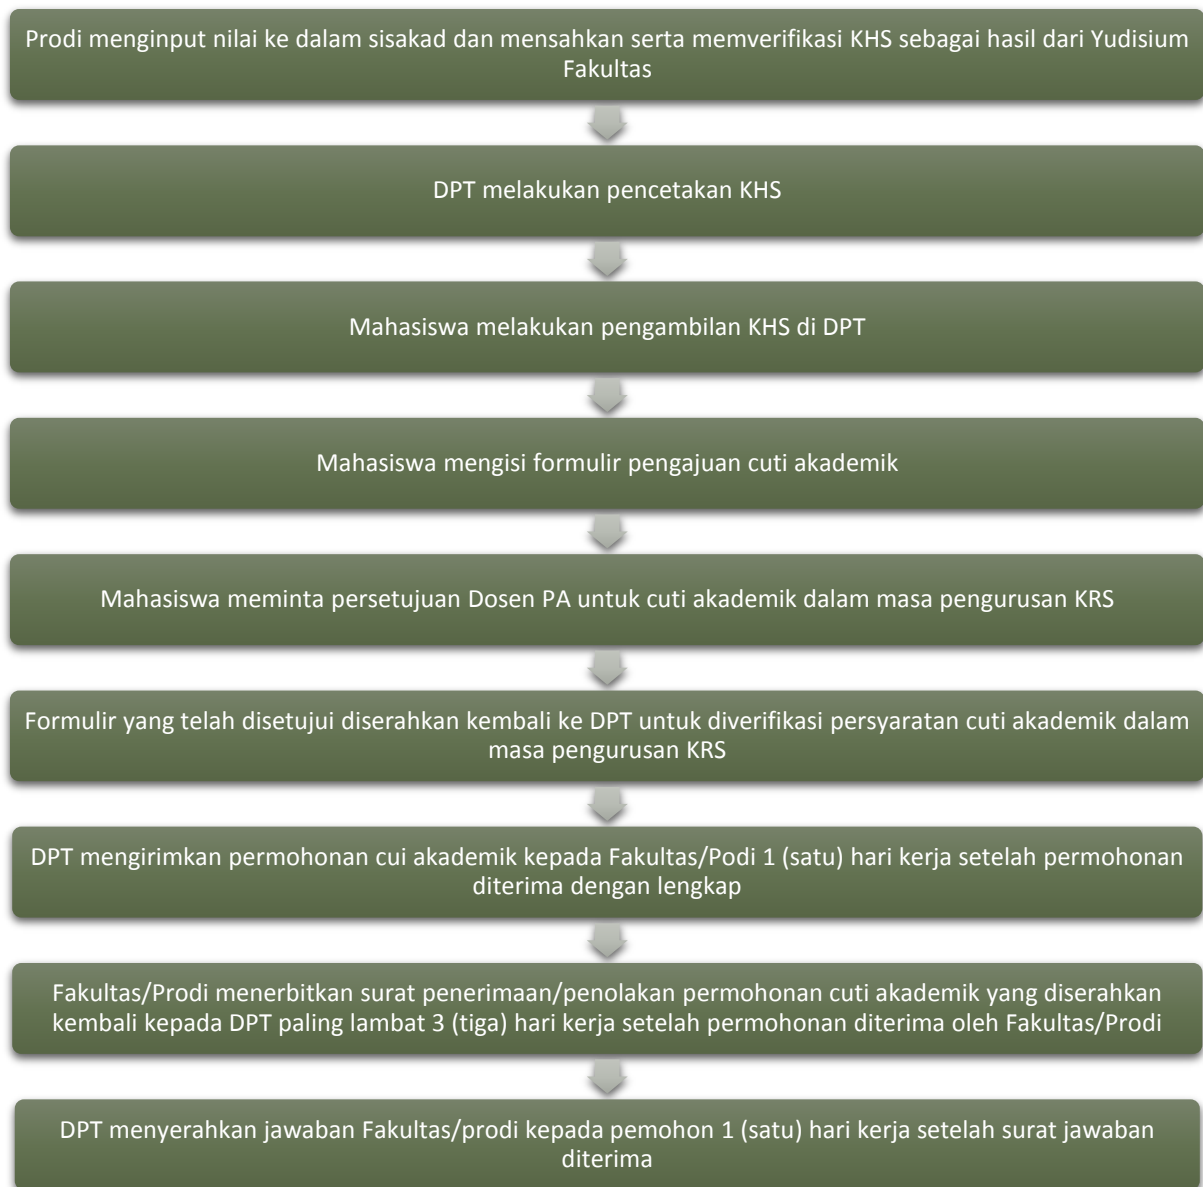 Prodi menginput nilai ke dalam sisakad dan mensahkan serta memverifikasi KHS sebagai hasil dari Yudisium
Fakultas
DPT melakukan pencetakan KHS
Mahasiswa melakukan pengambilan KHS di DPT
Mahasiswa mengisi formulir pengajuan cuti akademik
Mahasiswa meminta persetujuan Dosen PA untuk cuti akademik dalam masa pengurusan KRS
Formulir yang telah disetujui diserahkan kembali ke DPT untuk diverifikasi persyaratan cuti akademik dalam
masa pengurusan KRS
DPT mengirimkan permohonan cui akademik kepada Fakultas/Podi 1 (satu) hari kerja setelah permohonan
diterima dengan lengkap
Fakultas/Prodi menerbitkan surat penerimaan/penolakan permohonan cuti akademik yang diserahkan
kembali kepada DPT paling lambat 3 (tiga) hari kerja setelah permohonan diterima oleh Fakultas/Prodi
DPT menyerahkan jawaban Fakultas/prodi kepada pemohon 1 (satu) hari kerja setelah surat jawaban
diterima